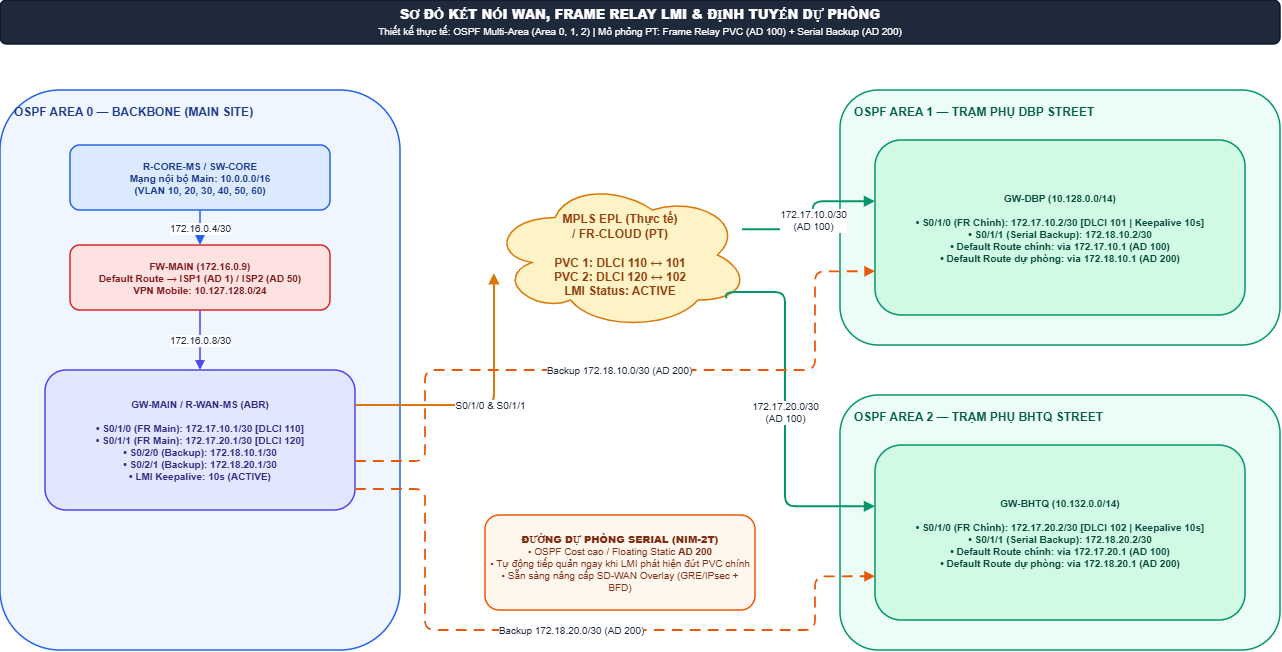 SƠ ĐỒ KẾT NỐI WAN, FRAME RELAY LMI & ĐỊNH TUYẾN DỰ PHÒNG
Thiết kế thực tế: OSPF Multi-Area (Area 0, 1, 2) | Mô phỏng PT: Frame Relay PVC (AD 100) + Serial Backup (AD 200)
OSPF AREA 0 — BACKBONE (MAIN SITE)
R-CORE-MS / SW-CORE
Mạng nội bộ Main: 10.0.0.0/16
(VLAN 10, 20, 30, 40, 50, 60)
172.16.0.4/30
FW-MAIN (172.16.0.9)
Default Route → ISP1 (AD 1) / ISP2 (AD 50)
VPN Mobile: 10.127.128.0/24
172.16.0.8/30
GW-MAIN / R-WAN-MS (ABR)
• S0/1/0 (FR Main): 172.17.10.1/30 [DLCI 110]
• S0/1/1 (FR Main): 172.17.20.1/30 [DLCI 120]
• S0/2/0 (Backup): 172.18.10.1/30
• S0/2/1 (Backup): 172.18.20.1/30
• LMI Keepalive: 10s (ACTIVE)
MPLS EPL (Thực tế)
/ FR-CLOUD (PT)
PVC 1: DLCI 110 ↔ 101
PVC 2: DLCI 120 ↔ 102
LMI Status: ACTIVE
172.17.10.0/30
(AD 100)
Backup 172.18.10.0/30 (AD 200)
S0/1/0 & S0/1/1
172.17.20.0/30
(AD 100)
ĐƯỜNG DỰ PHÒNG SERIAL (NIM-2T)
• OSPF Cost cao / Floating Static AD 200
• Tự động tiếp quản ngay khi LMI phát hiện đứt PVC chính
• Sẵn sàng nâng cấp SD-WAN Overlay (GRE/IPsec +
BFD)
Backup 172.18.20.0/30 (AD 200)
OSPF AREA 1 — TRẠM PHỤ DBP STREET
GW-DBP (10.128.0.0/14)
• S0/1/0 (FR Chính): 172.17.10.2/30 [DLCI 101 | Keepalive 10s]
• S0/1/1 (Serial Backup): 172.18.10.2/30
• Default Route chính: via 172.17.10.1 (AD 100)
• Default Route dự phòng: via 172.18.10.1 (AD 200)
OSPF AREA 2 — TRẠM PHỤ BHTQ STREET
GW-BHTQ (10.132.0.0/14)
• S0/1/0 (FR Chính): 172.17.20.2/30 [DLCI 102 | Keepalive 10s]
• S0/1/1 (Serial Backup): 172.18.20.2/30
• Default Route chính: via 172.17.20.1 (AD 100)
• Default Route dự phòng: via 172.18.20.1 (AD 200)